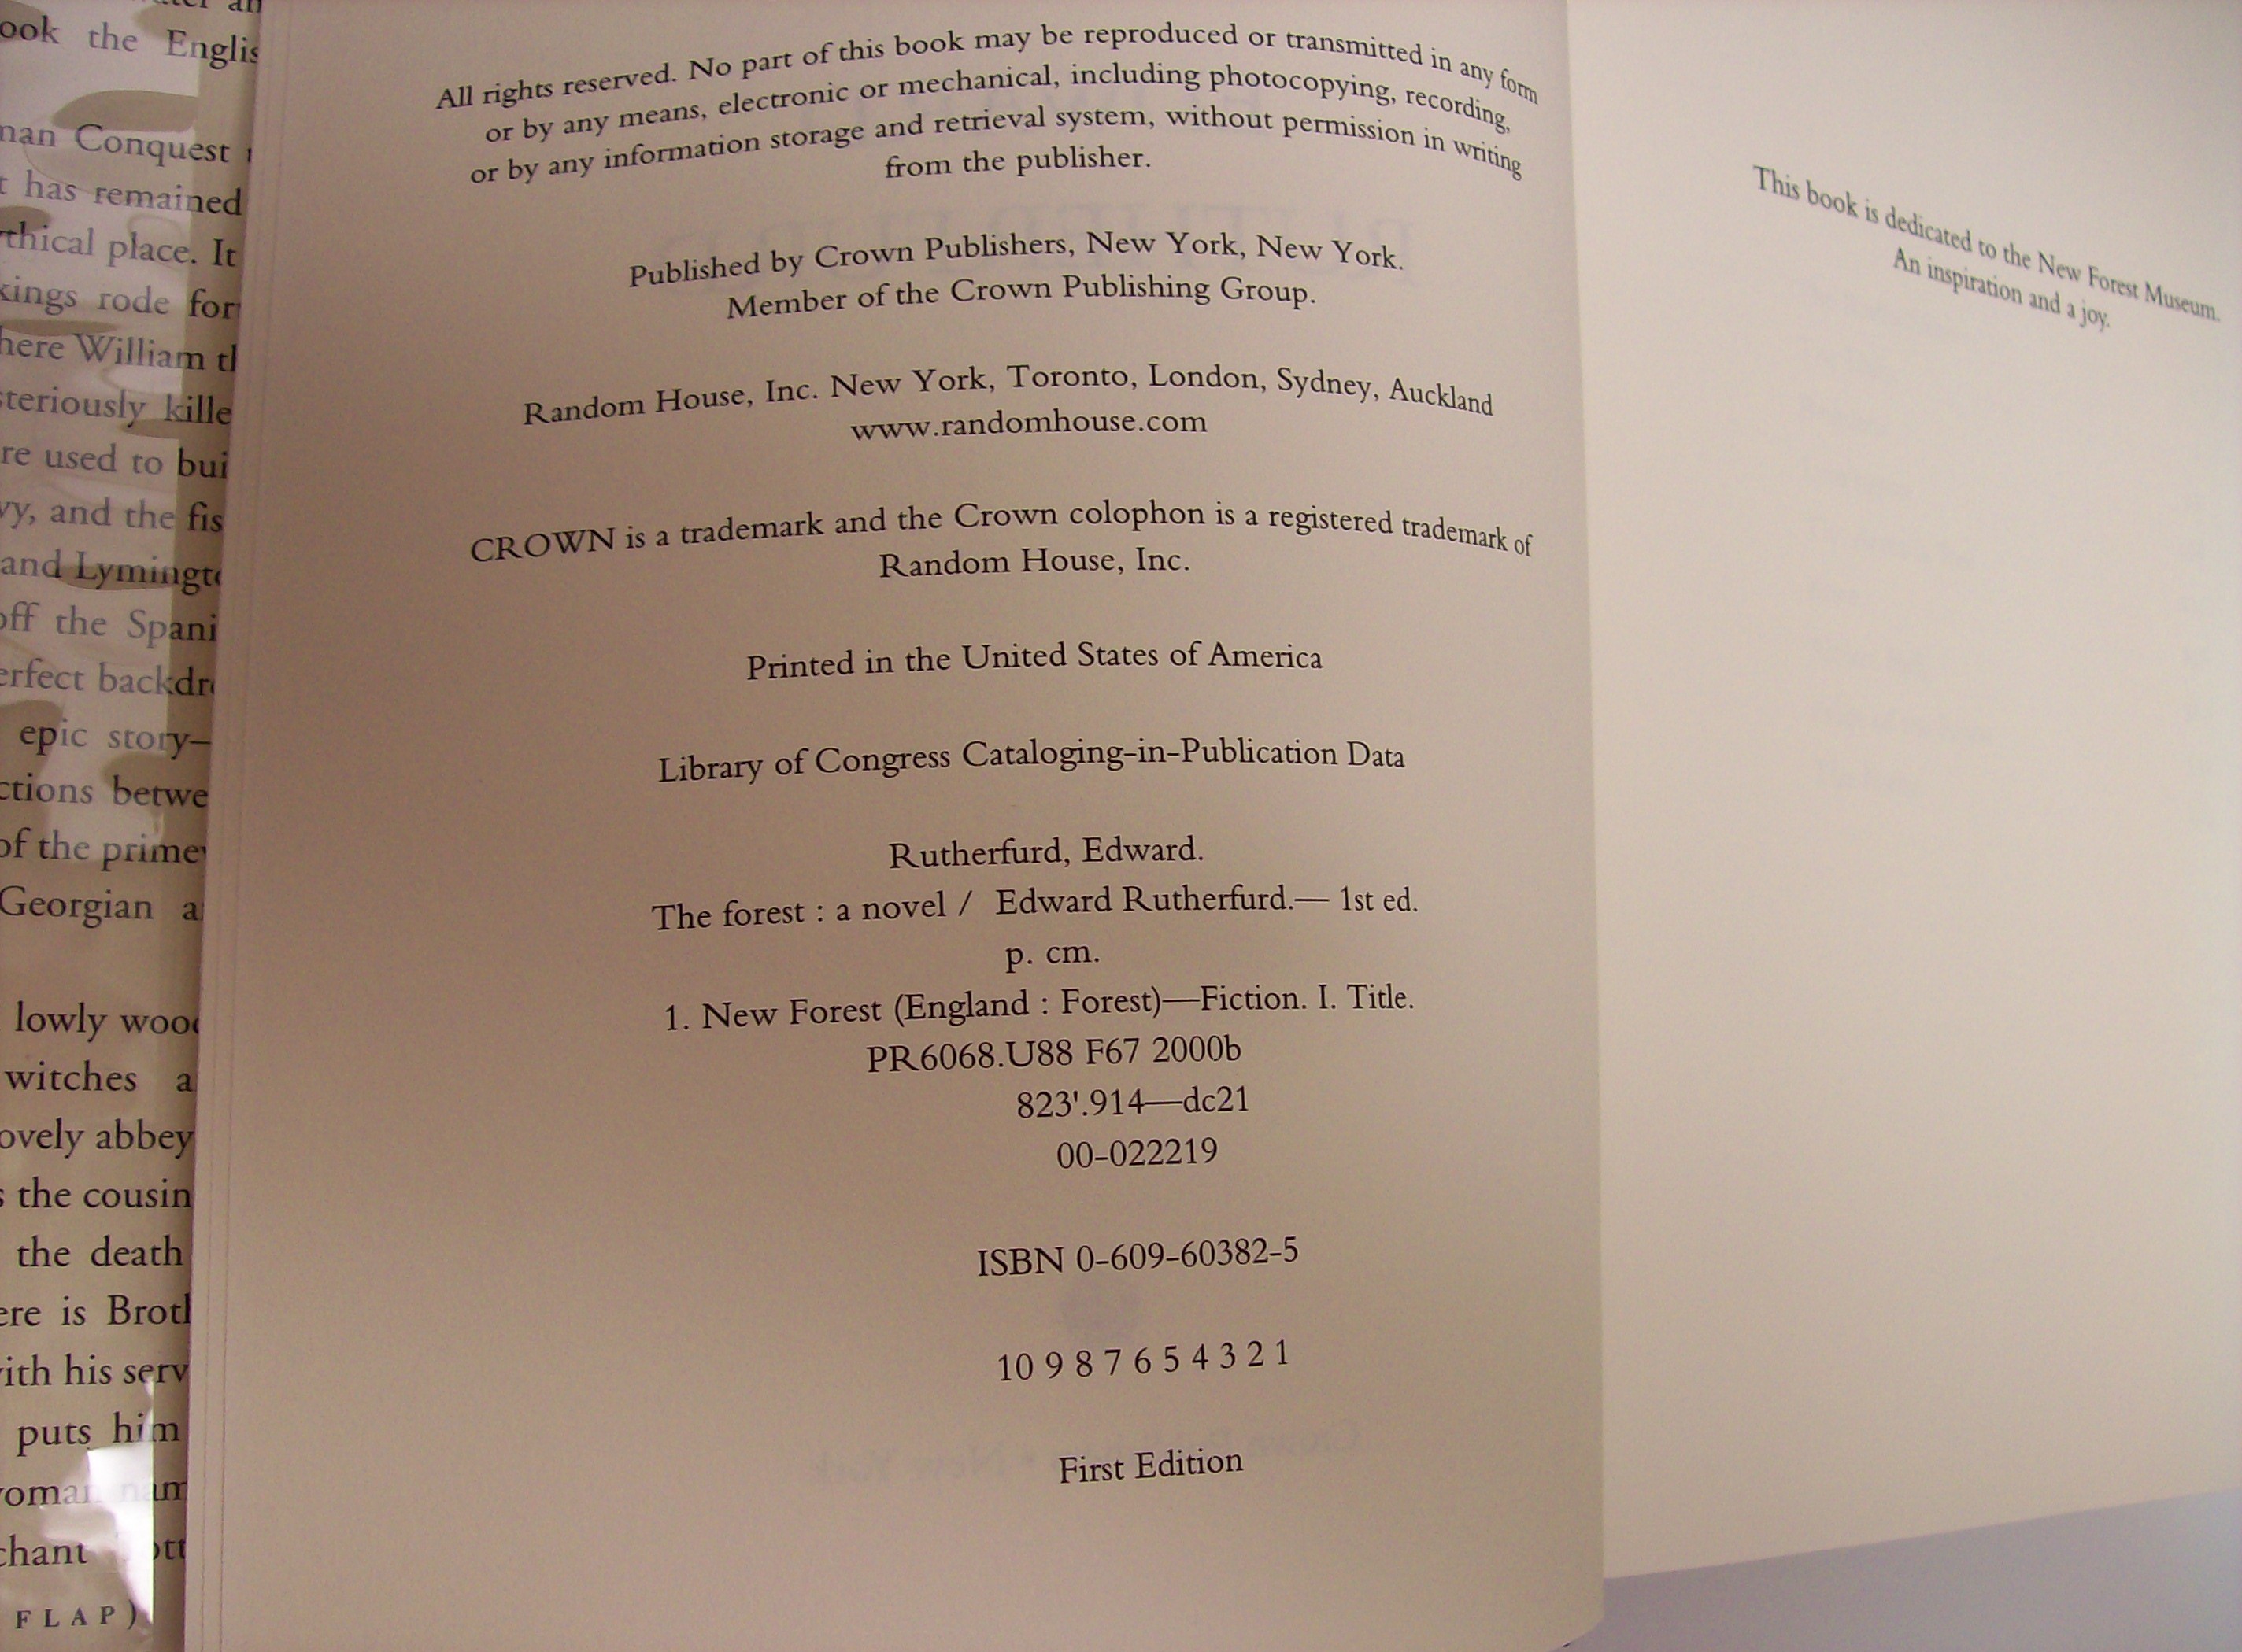 ook the Englis
nan Conquest
t has remained
thical place. It
kings rode for
here William
steriously kille
re used to bui
vy, and the fis
and Lymingt
off the Spani
erfect backdr
epic story—
ctions betwe
of the prime
Georgian a
lowly woo
witches a
ovely abbey
s the cousin
the death
ere is Brot
with his serv
puts him
FLAP)
All rights reserved. No part of this book may be reproduced or transmitted in any form
or by any means, electronic or mechanical, including photocopying, recording,
or by any information storage and retrieval system, without permission in writing
from the publisher.
Published by Crown Publishers, New York, New York.
Member of the Crown Publishing Group.
Random House, Inc. New York, Toronto, London, Sydney, Auckland
www.randomhouse.com
CROWN is a trademark and the Crown colophon is a registered trademark of
Random House, Inc.
Printed in the United States of America
Library of Congress Cataloging-in-Publication Data
Rutherfurd, Edward.
The forest : a novel / Edward Rutherfurd.— 1st ed.
p. cm.
1. New Forest (England : Forest)—Fiction. I. Title.
PR6068.U88 F67 2000b
823'.914—dc21
00-022219
ISBN 0-609-60382-5
10 9 8 7 6 5 4 3 2 1
First Edition
This book is dedicated to the New Forest Museum.
An inspiration and a joy.